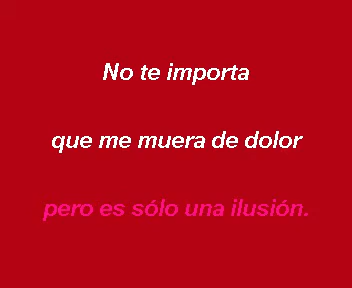 No te importa
que me muera de dolor
pero es sólo una ilusión.